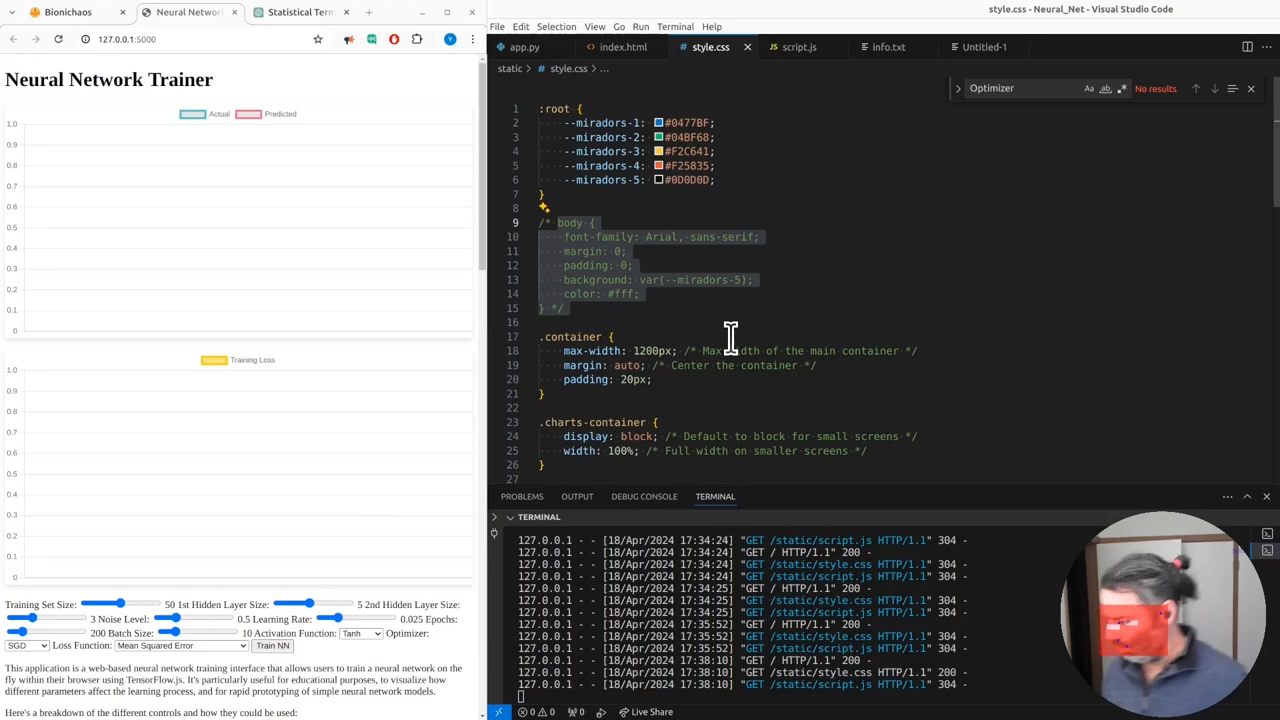 Bionichaos
Neural Networ
Statistical Term
style.css - Neural_Net - Visual Studio Code
127.0.0.1:5000
Y
File Edit Selection View Go Run Terminal Help
app.py
index.html
style.css
script.js
info.txt
Untitled-1
static > style.css > ...
Optimizer
Aa ab .*
No results
Neural Network Trainer
Actual Predicted
1.0
0.9
0.8
0.7
0.6
0.5
0.4
0.3
0.2
0.1
0
Training Loss
1.0
0.9
0.8
0.7
0.6
0.5
0.4
0.3
0.2
0.1
0
Training Set Size: 50 1st Hidden Layer Size: 5 2nd Hidden Layer Size:
3 Noise Level: 0.5 Learning Rate: 0.025 Epochs:
200 Batch Size: 10 Activation Function: Tanh Optimizer:
SGD Loss Function: Mean Squared Error Train NN
This application is a web-based neural network training interface that allows users to train a neural network on the
fly within their browser using TensorFlow.js. It's particularly useful for educational purposes, to visualize how
different parameters affect the learning process, and for rapid prototyping of simple neural network models.
Here's a breakdown of the different controls and how they could be used:
1 :root {
2 --miradors-1: #0477BF;
3 --miradors-2: #04BF68;
4 --miradors-3: #F2C641;
5 --miradors-4: #F25835;
6 --miradors-5: #0D0D0D;
7 }
8
9 /* body {
10 font-family: Arial, sans-serif;
11 margin: 0;
12 padding: 0;
13 background: var(--miradors-5);
14 color: #fff;
15 } */
16
17 .container {
18 max-width: 1200px; /* Max width of the main container */
19 margin: auto; /* Center the container */
20 padding: 20px;
21 }
22
23 .charts-container {
24 display: block; /* Default to block for small screens */
25 width: 100%; /* Full width on smaller screens */
26 }
27
PROBLEMS OUTPUT DEBUG CONSOLE TERMINAL
TERMINAL
127.0.0.1 - - [18/Apr/2024 17:34:24] "GET /static/script.js HTTP/1.1" 304 -
127.0.0.1 - - [18/Apr/2024 17:34:24] "GET / HTTP/1.1" 200 -
127.0.0.1 - - [18/Apr/2024 17:34:24] "GET /static/style.css HTTP/1.1" 304 -
127.0.0.1 - - [18/Apr/2024 17:34:24] "GET /static/script.js HTTP/1.1" 304 -
127.0.0.1 - - [18/Apr/2024 17:34:25] "GET / HTTP/1.1" 200 -
127.0.0.1 - - [18/Apr/2024 17:34:25] "GET /static/style.css HTTP/1.1" 304 -
127.0.0.1 - - [18/Apr/2024 17:34:25] "GET /static/script.js HTTP/1.1" 304 -
127.0.0.1 - - [18/Apr/2024 17:35:52] "GET / HTTP/1.1" 200 -
127.0.0.1 - - [18/Apr/2024 17:35:52] "GET /static/style.css HTTP/1.1" 304 -
127.0.0.1 - - [18/Apr/2024 17:35:52] "GET /static/script.js HTTP/1.1" 304 -
127.0.0.1 - - [18/Apr/2024 17:38:10] "GET / HTTP/1.1" 200 -
127.0.0.1 - - [18/Apr/2024 17:38:10] "GET /static/style.css HTTP/1.1" 200 -
127.0.0.1 - - [18/Apr/2024 17:38:10] "GET /static/script.js HTTP/1.1" 304 -
0 0 0 Live Share